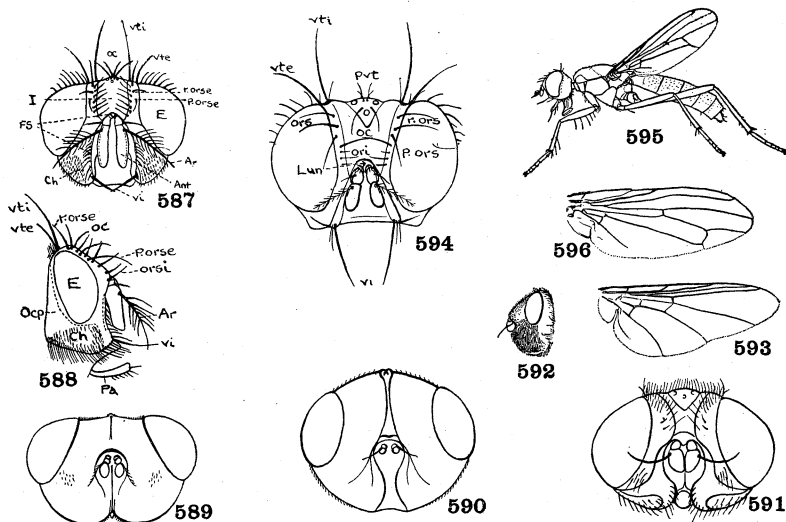 vti
oc
vte
r.orse
p.orse
I
E
FS
Ar
Ch
Ant
vi
587
vti
vte
pvt
ors
r.ors
oc
ori
p.ors
Lun
594
vi
595
596
593
592
vti
r.orse
oc
vte
p.orse
orsi
E
Ocp
Ar
Ch
vi
588
Pa
589
590
591